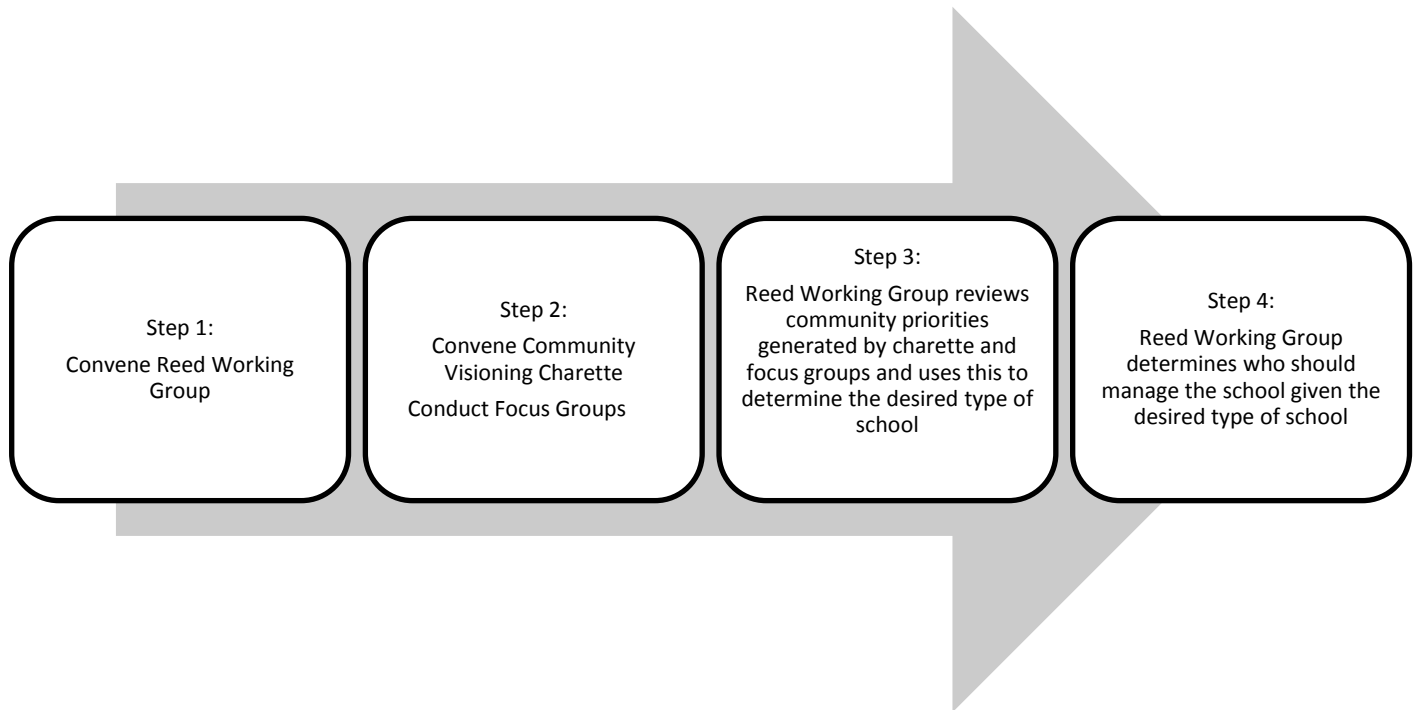 Step 1:
Convene Reed Working
Group
Step 2:
Convene Community
Visioning Charette
Conduct Focus Groups
Step 3:
Reed Working Group reviews
community priorities
generated by charette and
focus groups and uses this to
determine the desired type of
school
Step 4:
Reed Working Group
determines who should
manage the school given the
desired type of school